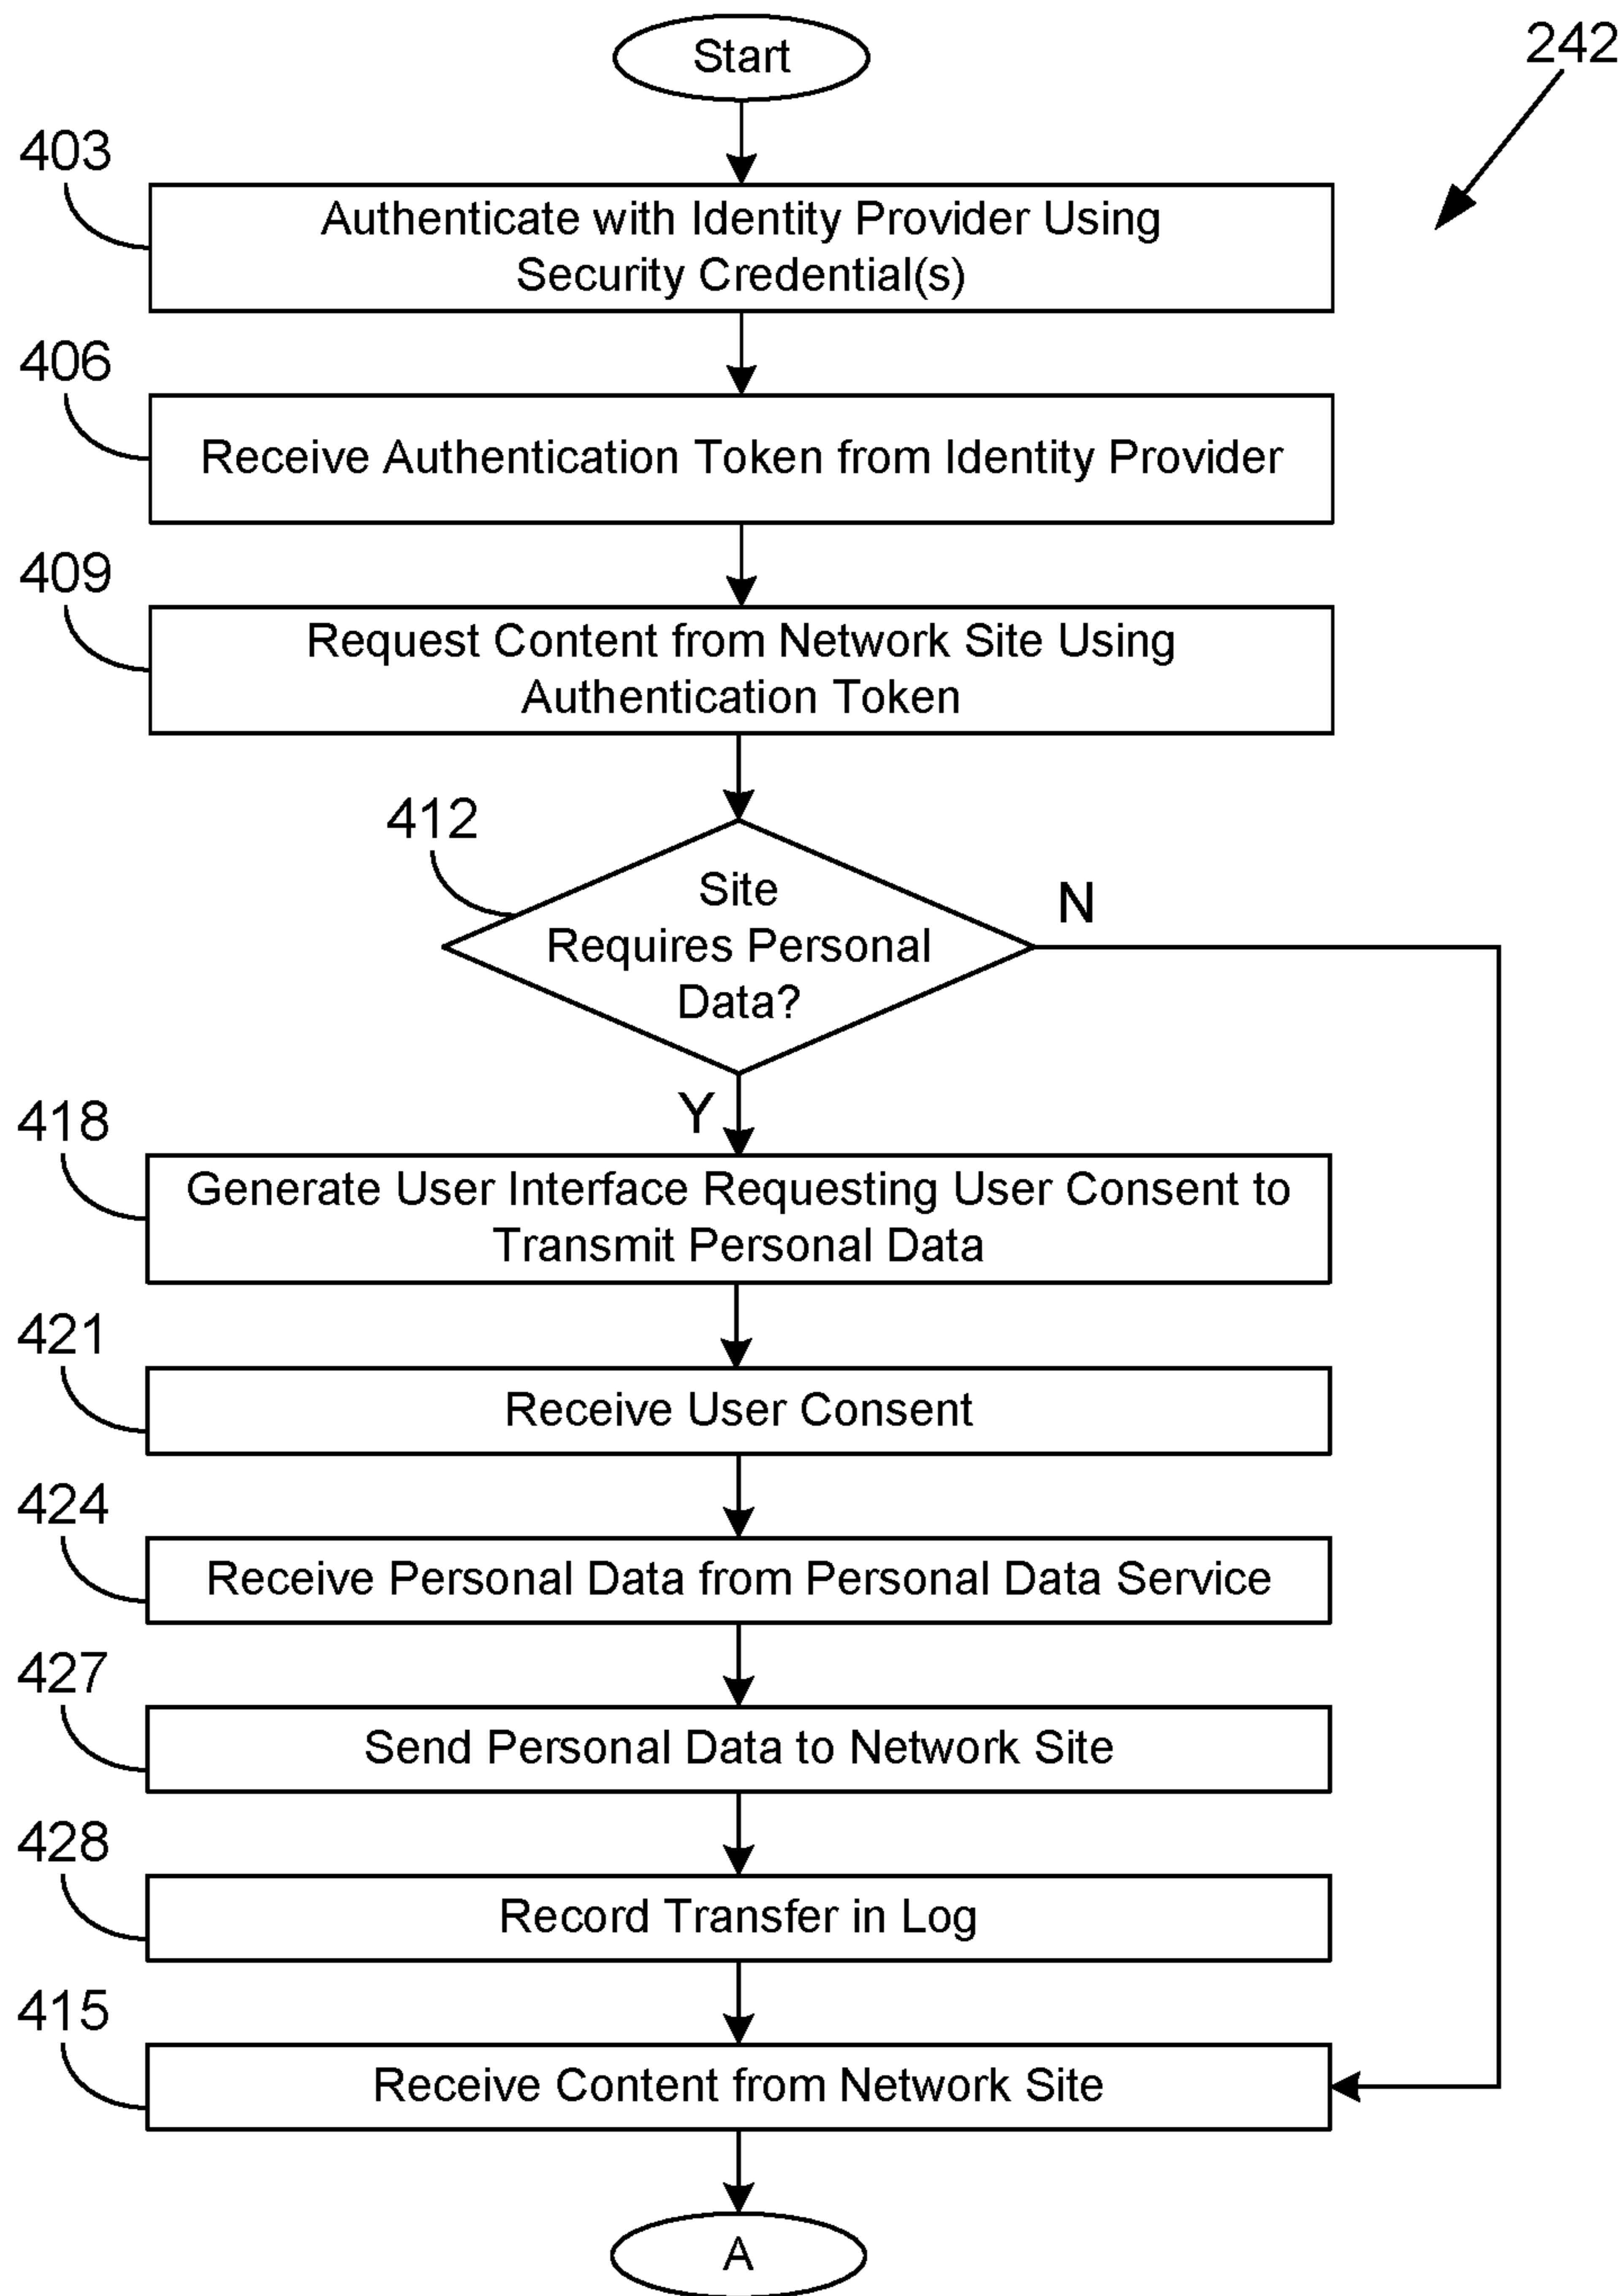 Start
242
403
Authenticate with Identity Provider Using
Security Credential(s)
406
Receive Authentication Token from Identity Provider
409
Request Content from Network Site Using
Authentication Token
412
Site
Requires Personal
Data?
N
Y
418
Generate User Interface Requesting User Consent to
Transmit Personal Data
421
Receive User Consent
424
Receive Personal Data from Personal Data Service
427
Send Personal Data to Network Site
428
Record Transfer in Log
415
Receive Content from Network Site
A